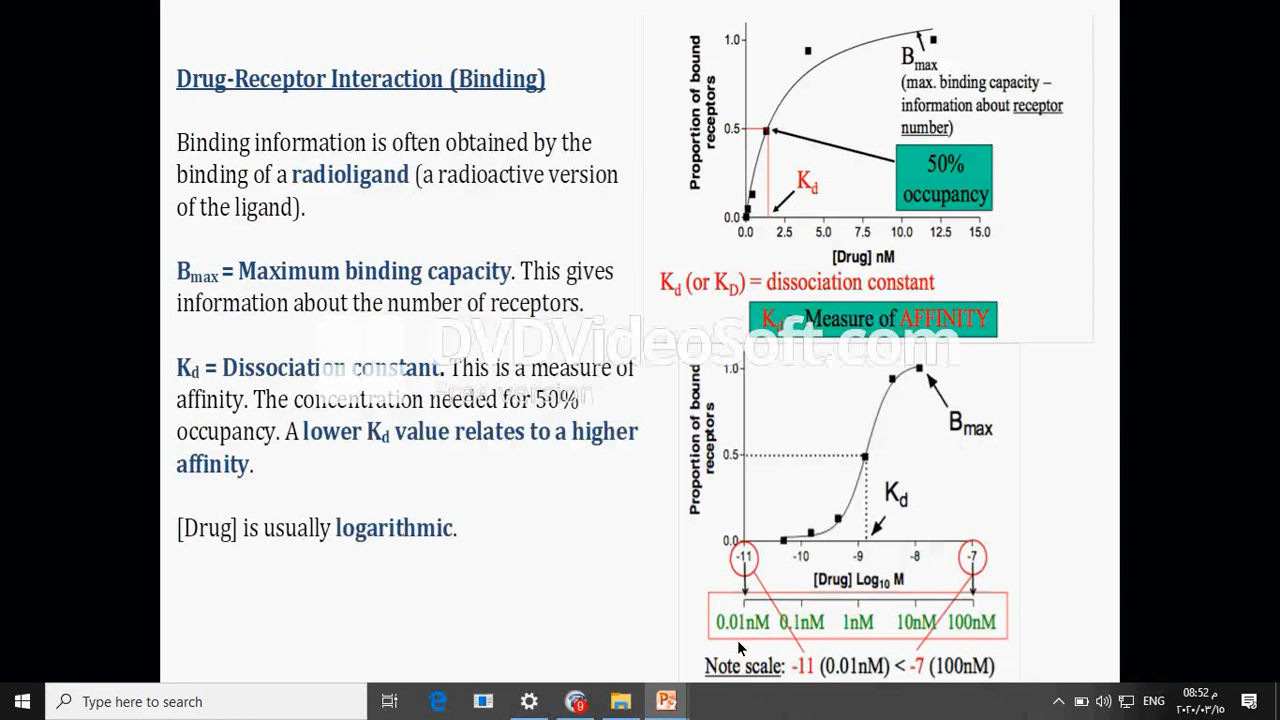 Drug-Receptor Interaction (Binding)
Binding information is often obtained by the
binding of a radioligand (a radioactive version
of the ligand).
Bmax = Maximum binding capacity. This gives
information about the number of receptors.
Kd = Dissociation constant. This is a measure of
affinity. The concentration needed for 50%
occupancy. A lower Kd value relates to a higher
affinity.
[Drug] is usually logarithmic.
Proportion of bound
receptors
1.0
0.5
0.0
0.0 2.5 5.0 7.5 10.0 12.5 15.0
[Drug] nM
Bmax
(max. binding capacity –
information about receptor
number)
50%
occupancy
Kd
Kd (or KD) = dissociation constant
Kd Measure of AFFINITY
DVDVideoSoft.com
Free version
Proportion of bound
receptors
1.0
0.5
0.0
Bmax
Kd
-11 -10 -9 -8 -7
[Drug] Log10 M
0.01nM 0.1nM 1nM 10nM 100nM
Note scale: -11 (0.01nM) < -7 (100nM)
Type here to search
9
ENG
08:52 م
٢٠٢٠/٠٣/١٥